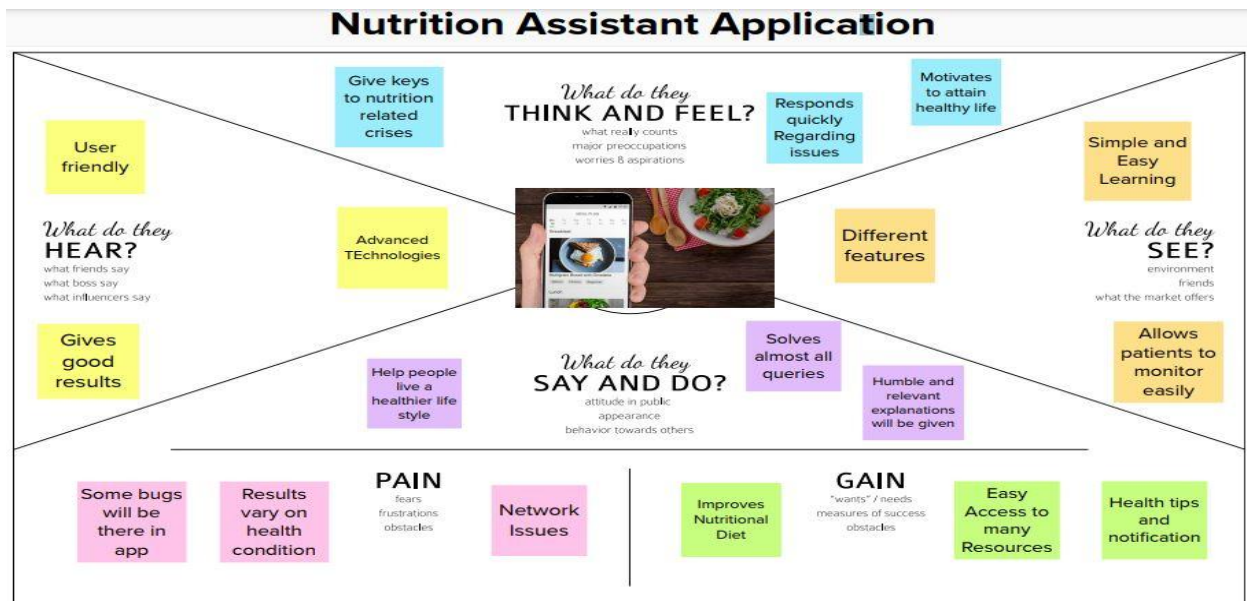 Nutrition Assistant Application
Give keys
to nutrition
related
crises
What do they
THINK AND FEEL?
what really counts
major preoccupations
worries & aspirations
Responds
quickly
Regarding
issues
Motivates
to attain
healthy life
User
friendly
What do they
HEAR?
what friends say
what boss say
what influencers say
Gives
good
results
Advanced
TEchnologies
Different
features
Simple and
Easy
Learning
What do they
SEE?
environment
friends
what the market offers
Allows
patients to
monitor
easily
Help people
live a
healthier life
style
What do they
SAY AND DO?
attitude in public
appearance
behavior towards others
Solves
almost all
queries
Humble and
relevant
explanations
will be given
Some bugs
will be
there in
app
Results
vary on
health
condition
PAIN
fears
frustrations
obstacles
Network
Issues
Improves
Nutritional
Diet
GAIN
"wants" / needs
measures of success
obstacles
Easy
Access to
many
Resources
Health tips
and
notification